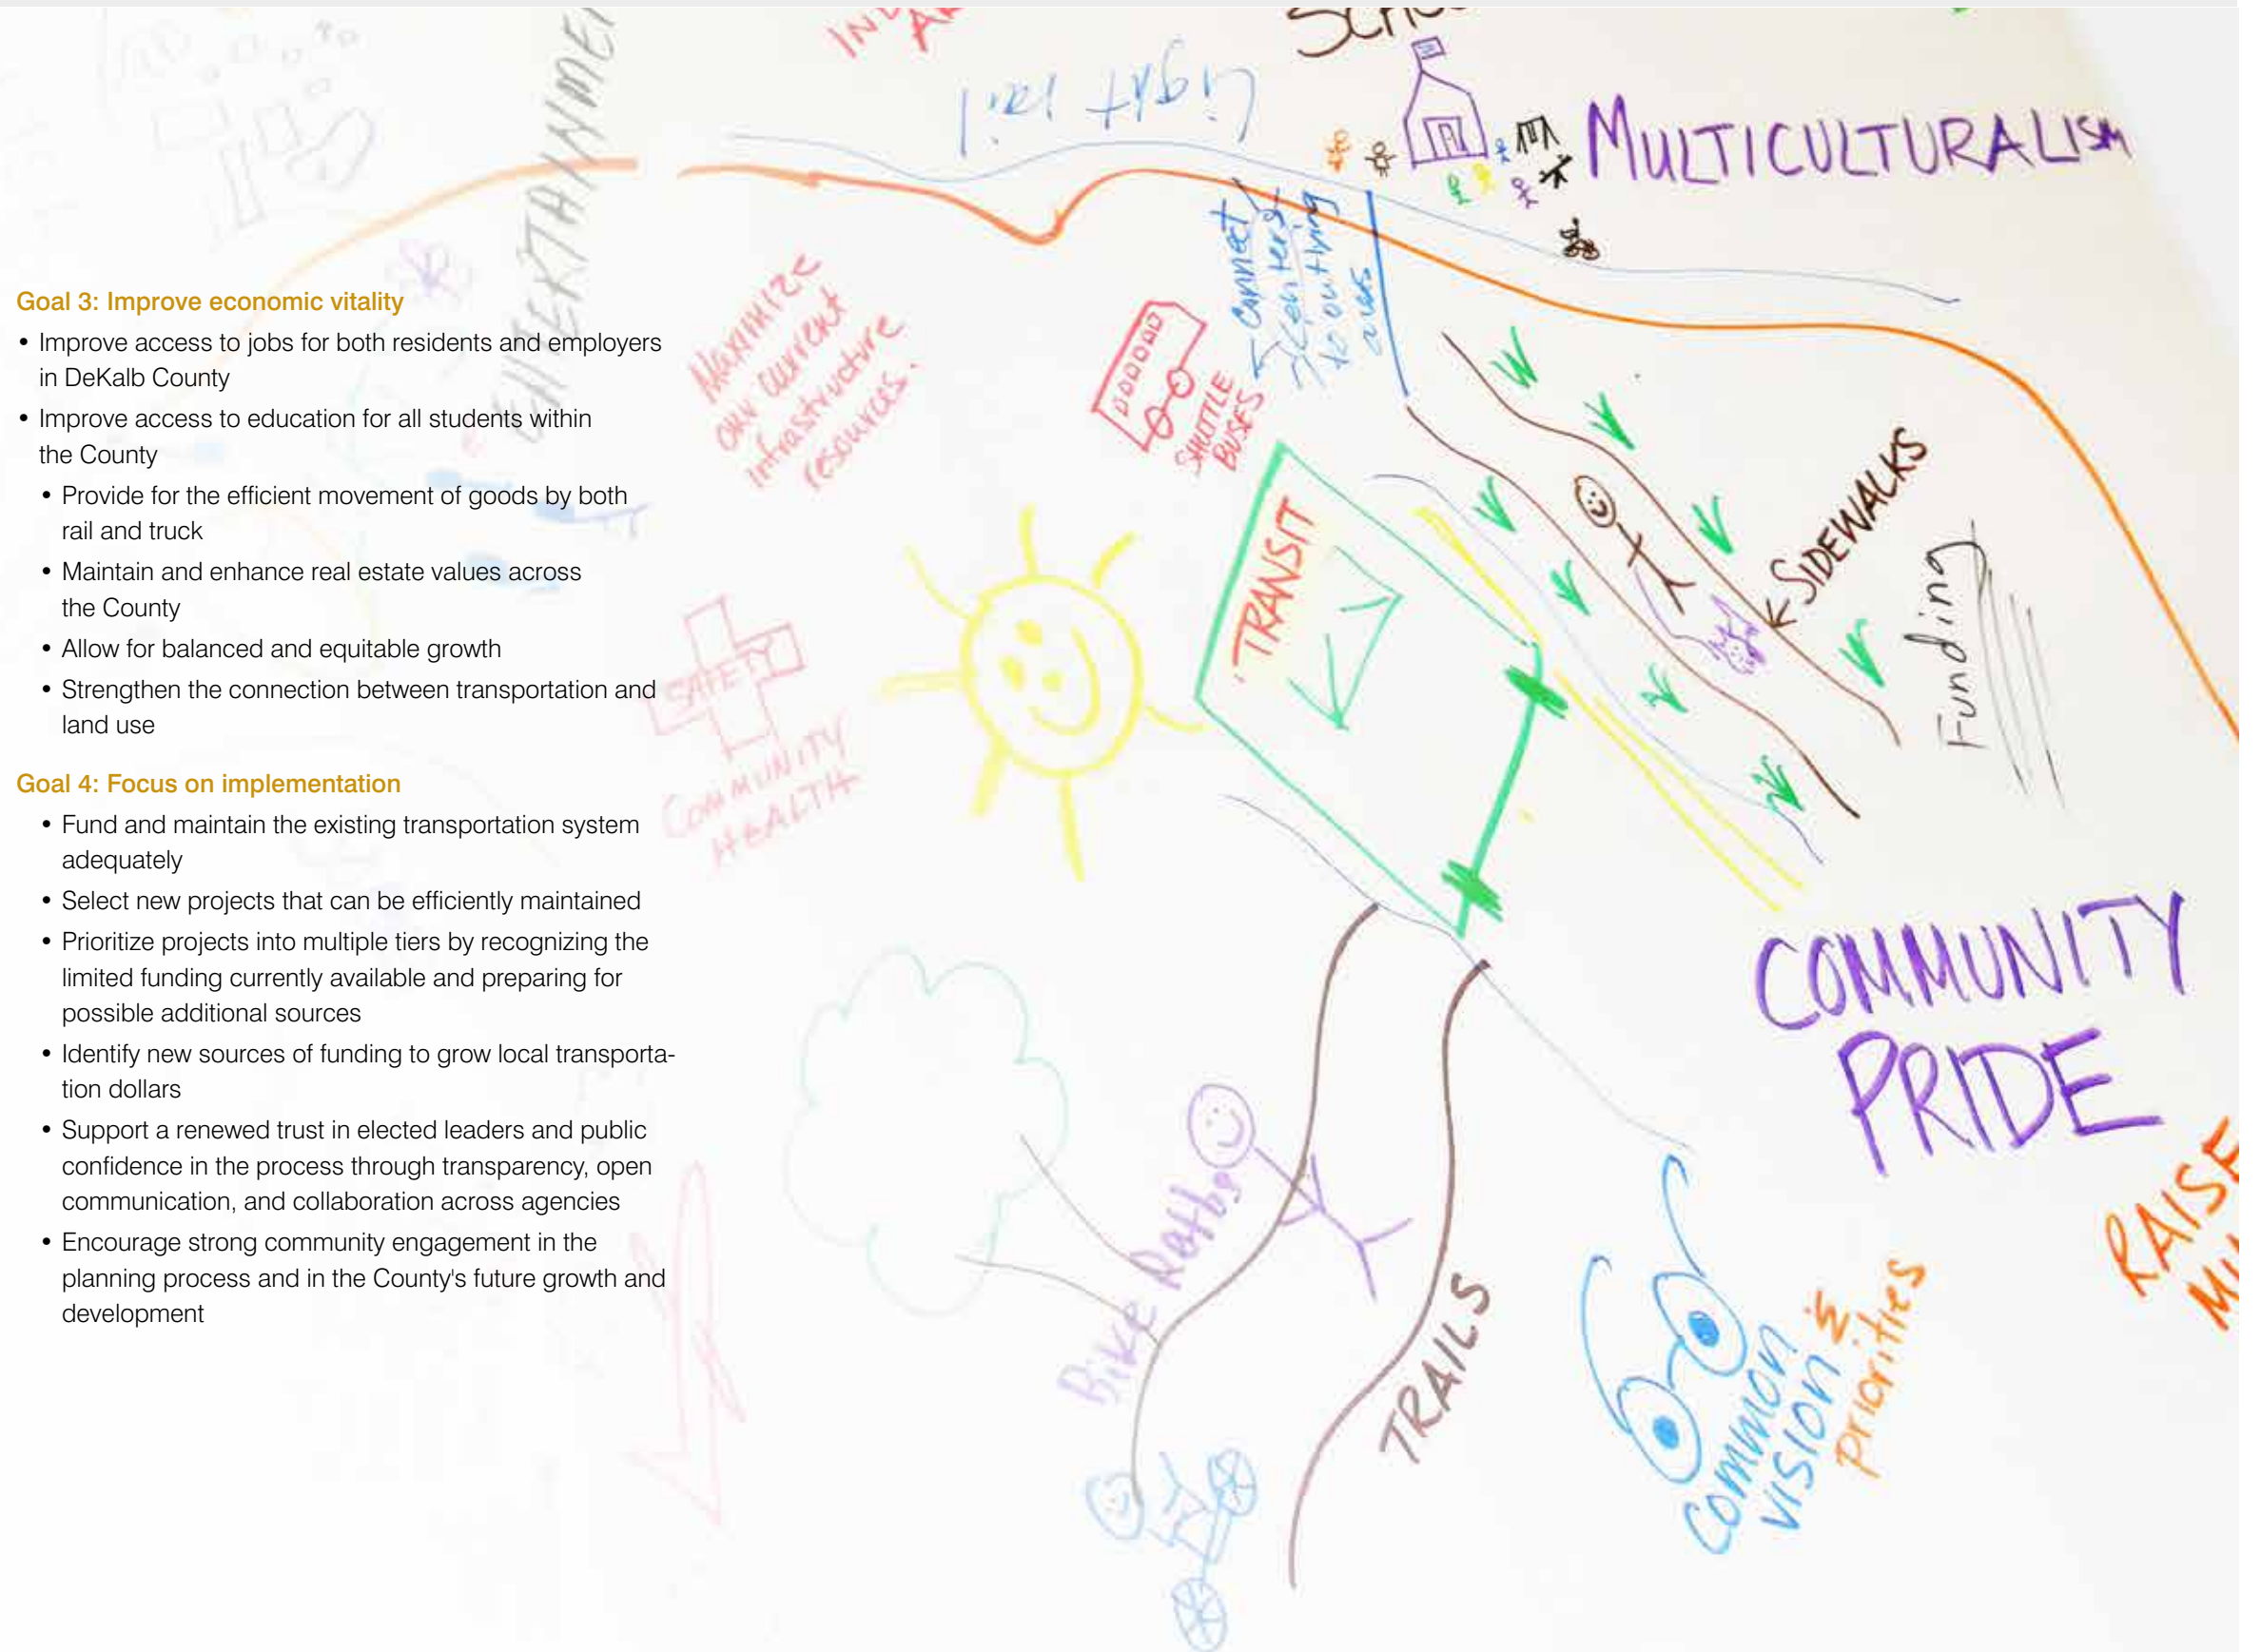 Goal 3: Improve economic vitality
• Improve access to jobs for both residents and employers
in DeKalb County
• Improve access to education for all students within
the County
• Provide for the efficient movement of goods by both
rail and truck
• Maintain and enhance real estate values across
the County
• Allow for balanced and equitable growth
• Strengthen the connection between transportation and
land use
Goal 4: Focus on implementation
• Fund and maintain the existing transportation system
adequately
• Select new projects that can be efficiently maintained
• Prioritize projects into multiple tiers by recognizing the
limited funding currently available and preparing for
possible additional sources
• Identify new sources of funding to grow local transporta-
tion dollars
• Support a renewed trust in elected leaders and public
confidence in the process through transparency, open
communication, and collaboration across agencies
• Encourage strong community engagement in the
planning process and in the County's future growth and
development
Light rail
MULTICULTURALISM
Connect
centers
to outlying
areas
MAXIMIZE
our current
infrastructure
resources.
SHUTTLE
BUSES
TRANSIT
SIDEWALKS
Funding
SAFETY
COMMUNITY
HEALTH
COMMUNITY
PRIDE
RAISE
Bike Paths
TRAILS
COMMON
VISION &
priorities